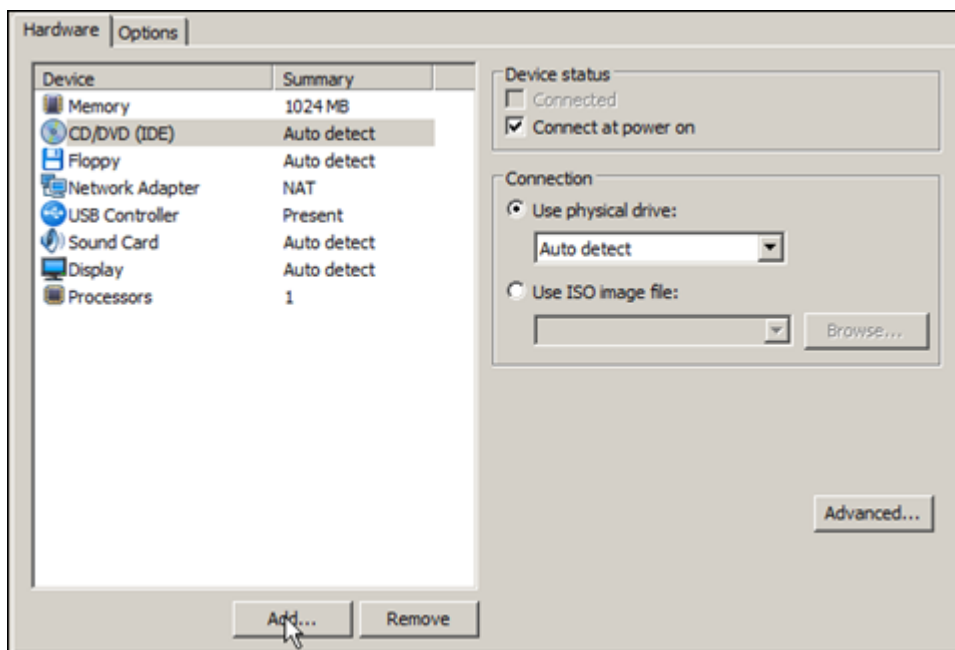 Hardware Options
Device Summary
Memory 1024 MB
CD/DVD (IDE) Auto detect
Floppy Auto detect
Network Adapter NAT
USB Controller Present
Sound Card Auto detect
Display Auto detect
Processors 1
Add... Remove
Device status
Connected
Connect at power on
Connection
Use physical drive:
Auto detect
Use ISO image file:
Browse...
Advanced...